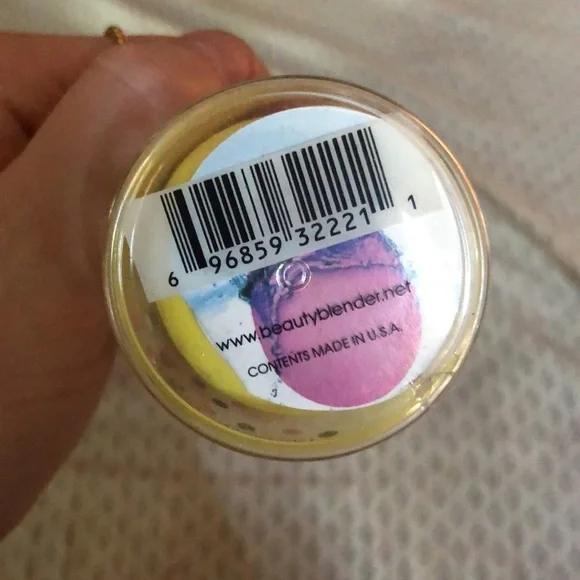 6 96859 32221 1
www.beautyblender.net
CONTENTS MADE IN U.S.A.